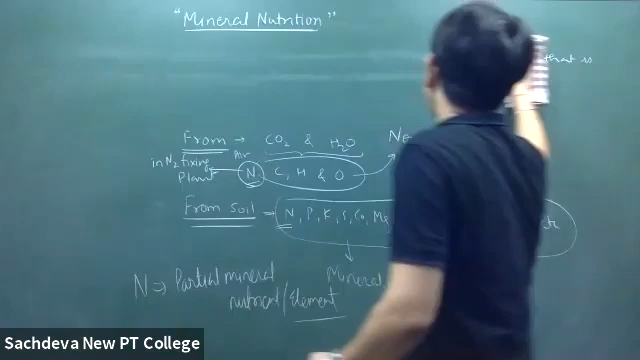 "Mineral Nutrition"
that is
From → CO2 & H2O
Air
in N2 fixing plant
N C, H & O
From soil = N, P, K, S, Ca, Mg
N ⇒ Partial mineral nutrient/Element
Mineral
Sachdeva New PT College